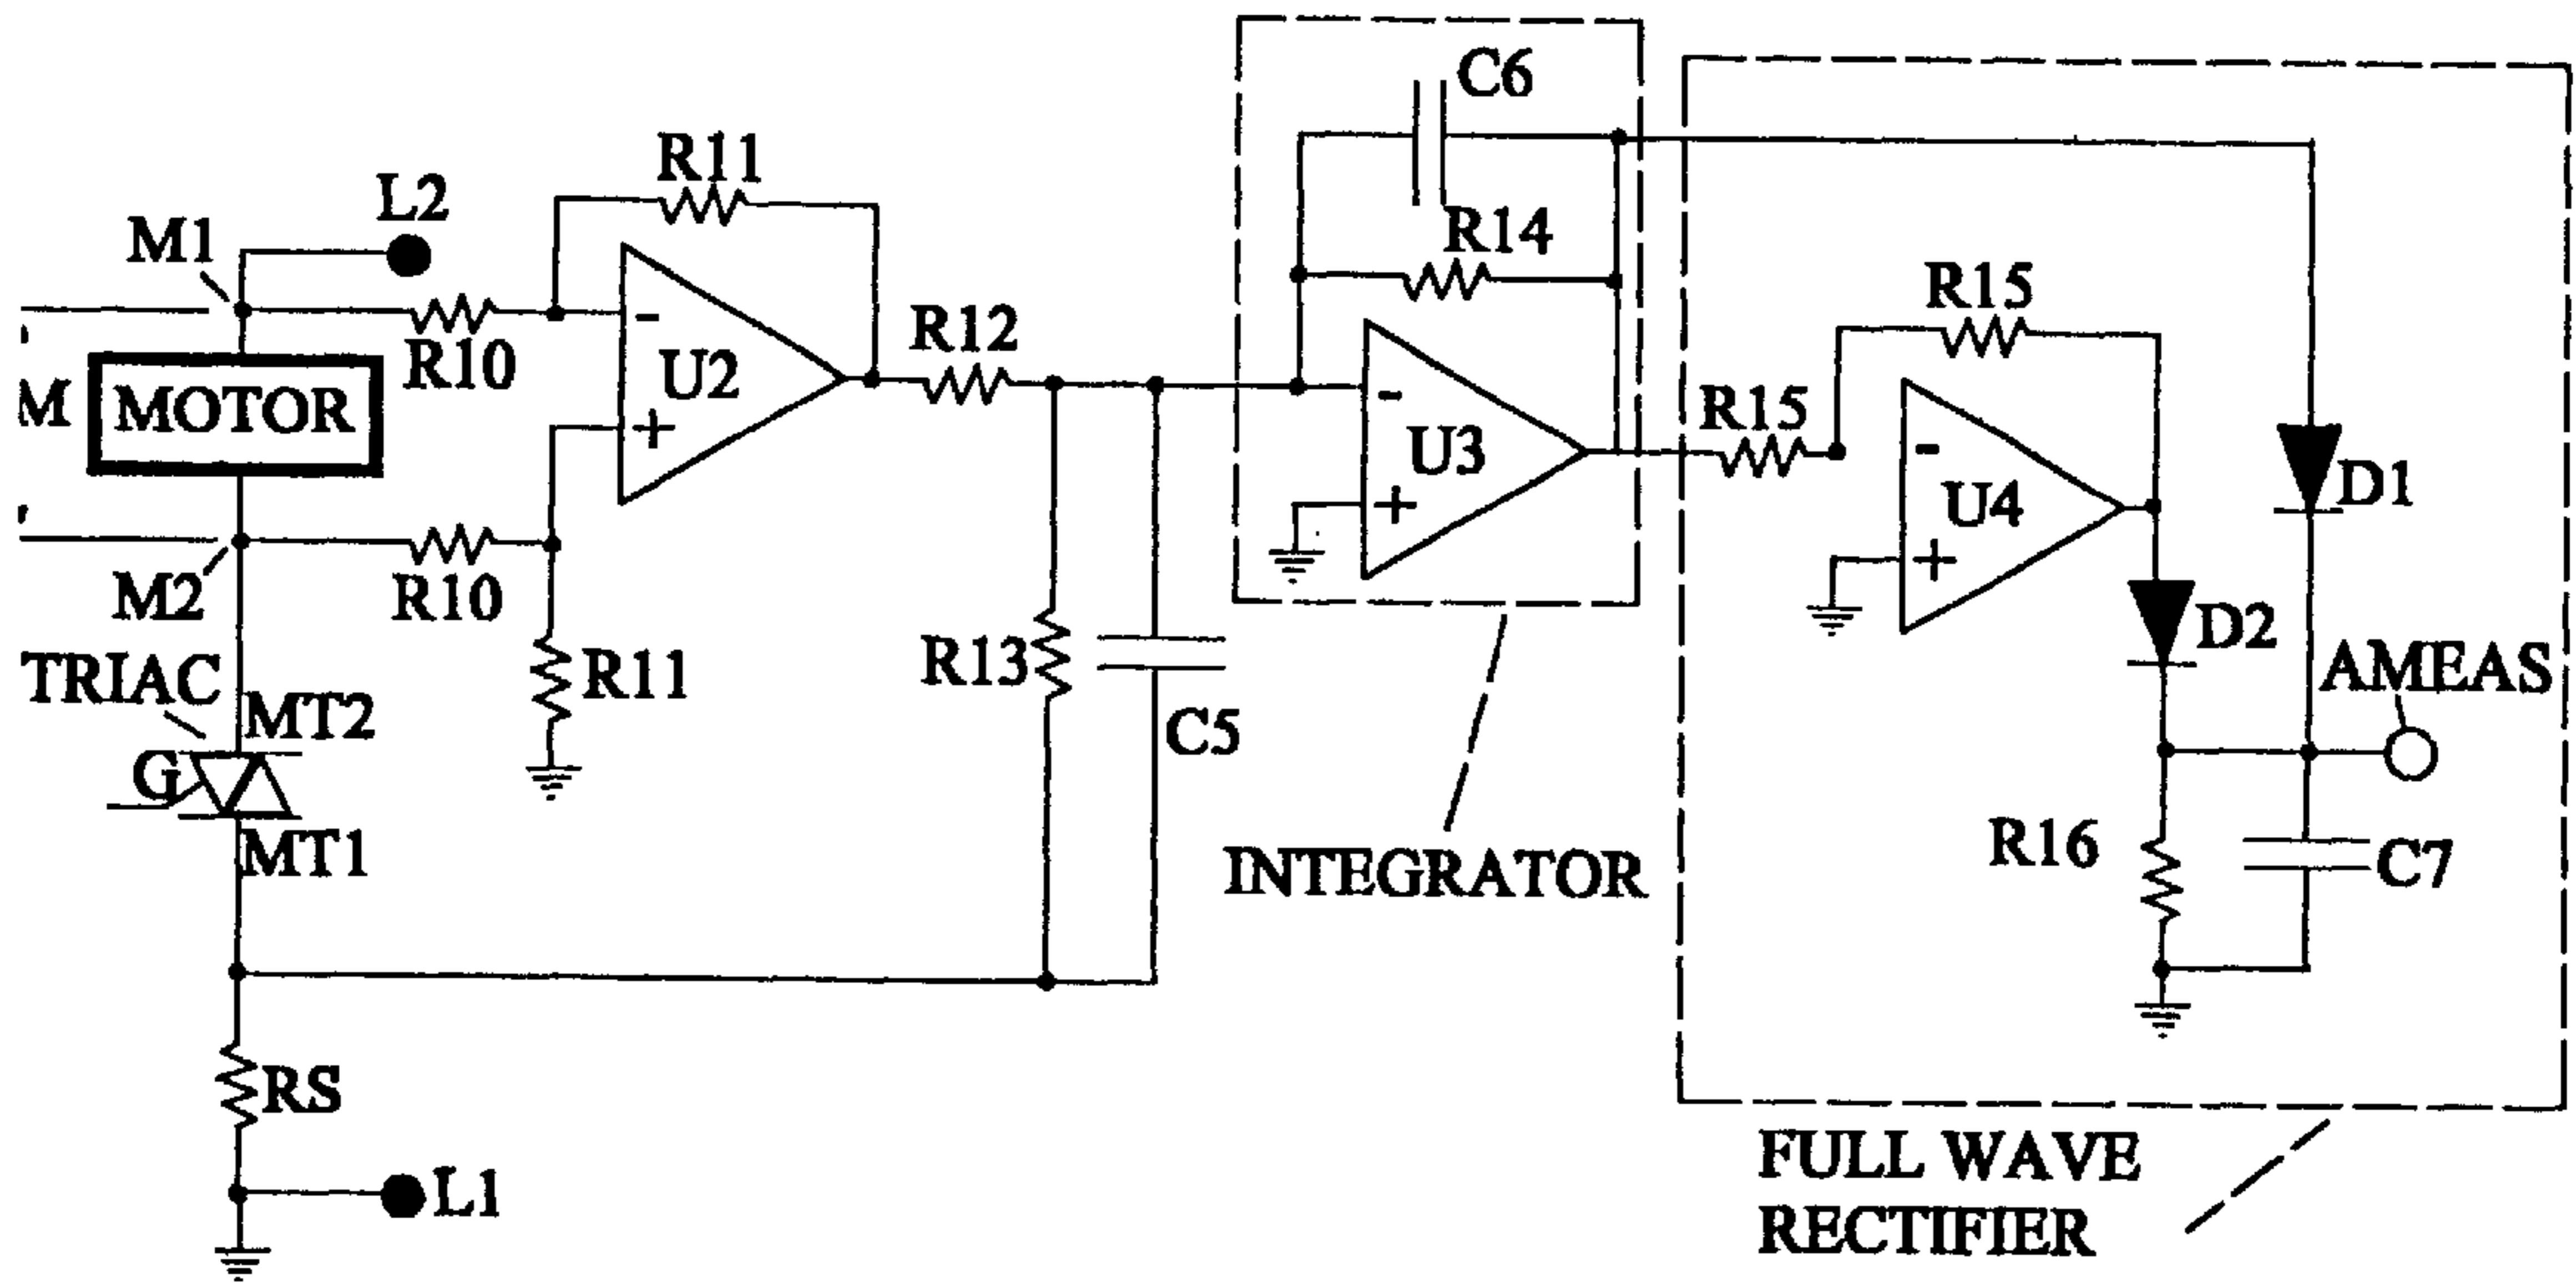 C6
R11
L2
M1
R14
R15
R10
U2
R12
M
MOTOR
R15
U3
D1
U4
M2
R10
D2
R13
R11
TRIAC
MT2
AMEAS
C5
G
MT1
R16
C7
INTEGRATOR
RS
L1
FULL WAVE
RECTIFIER
-
+
-
+
-
+